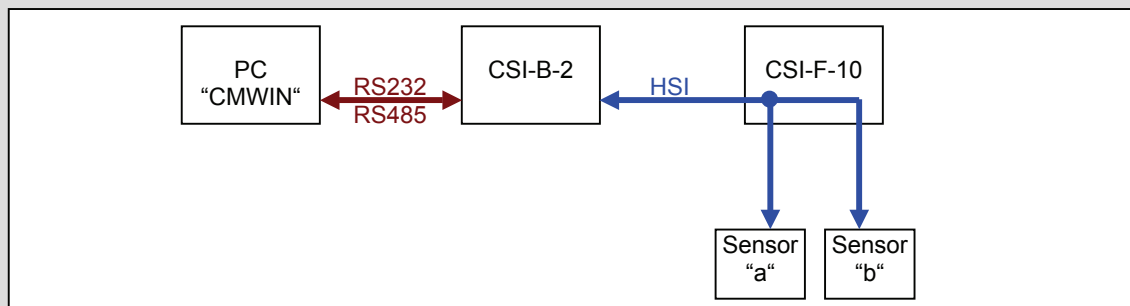 PC
“CMWIN“
RS232
RS485
CSI-B-2
HSI
CSI-F-10
Sensor
“a“
Sensor
“b“